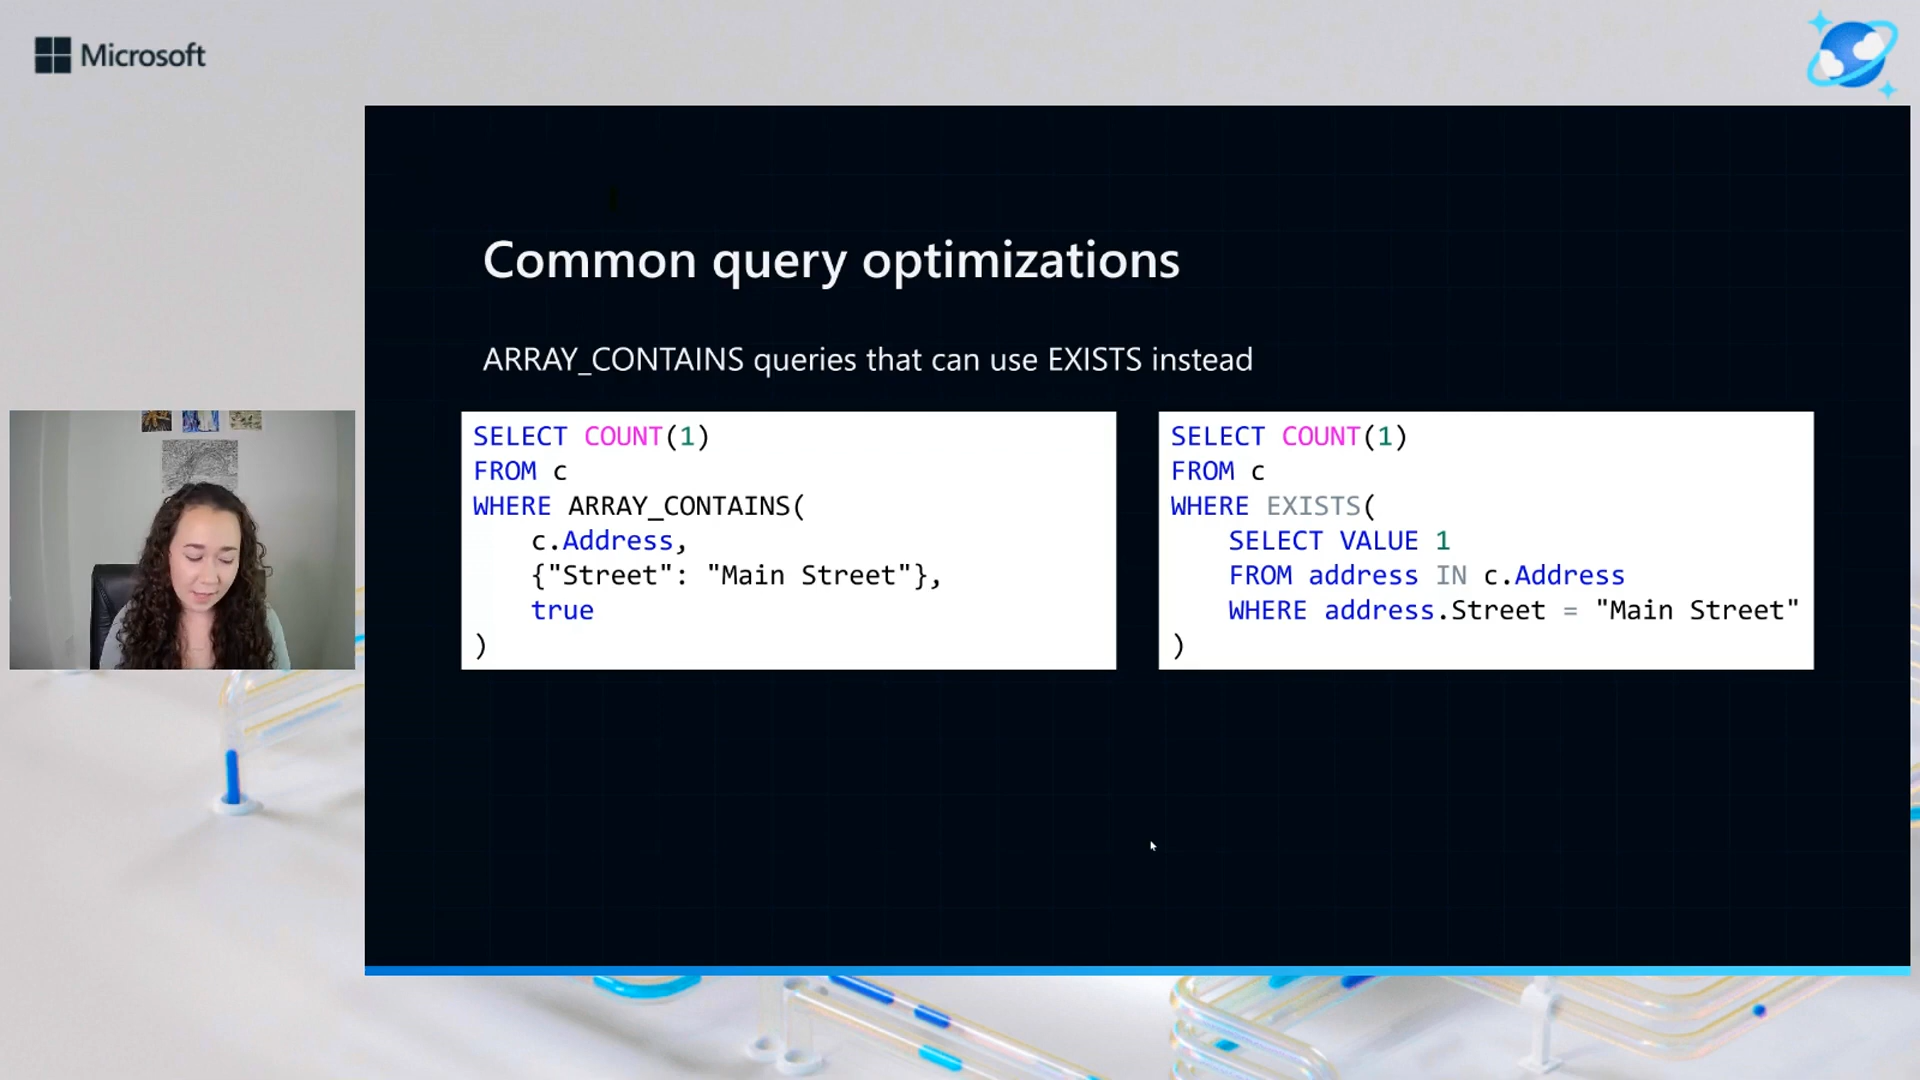 Microsoft
Common query optimizations
ARRAY_CONTAINS queries that can use EXISTS instead
SELECT COUNT(1)
FROM c
WHERE ARRAY_CONTAINS(
c.Address,
{"Street": "Main Street"},
true
)
SELECT COUNT(1)
FROM c
WHERE EXISTS(
SELECT VALUE 1
FROM address IN c.Address
WHERE address.Street = "Main Street"
)